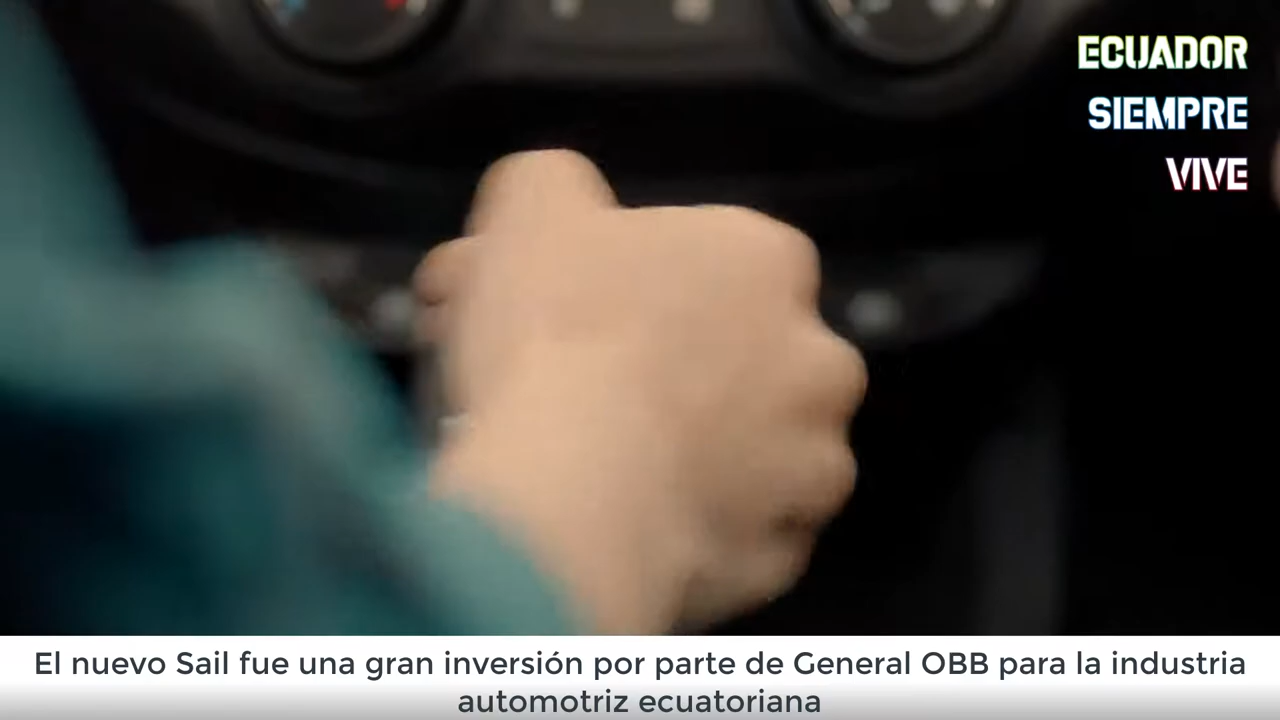 ECUADOR
SIEMPRE
VIVE
El nuevo Sail fue una gran inversión por parte de General OBB para la industria
automotriz ecuatoriana